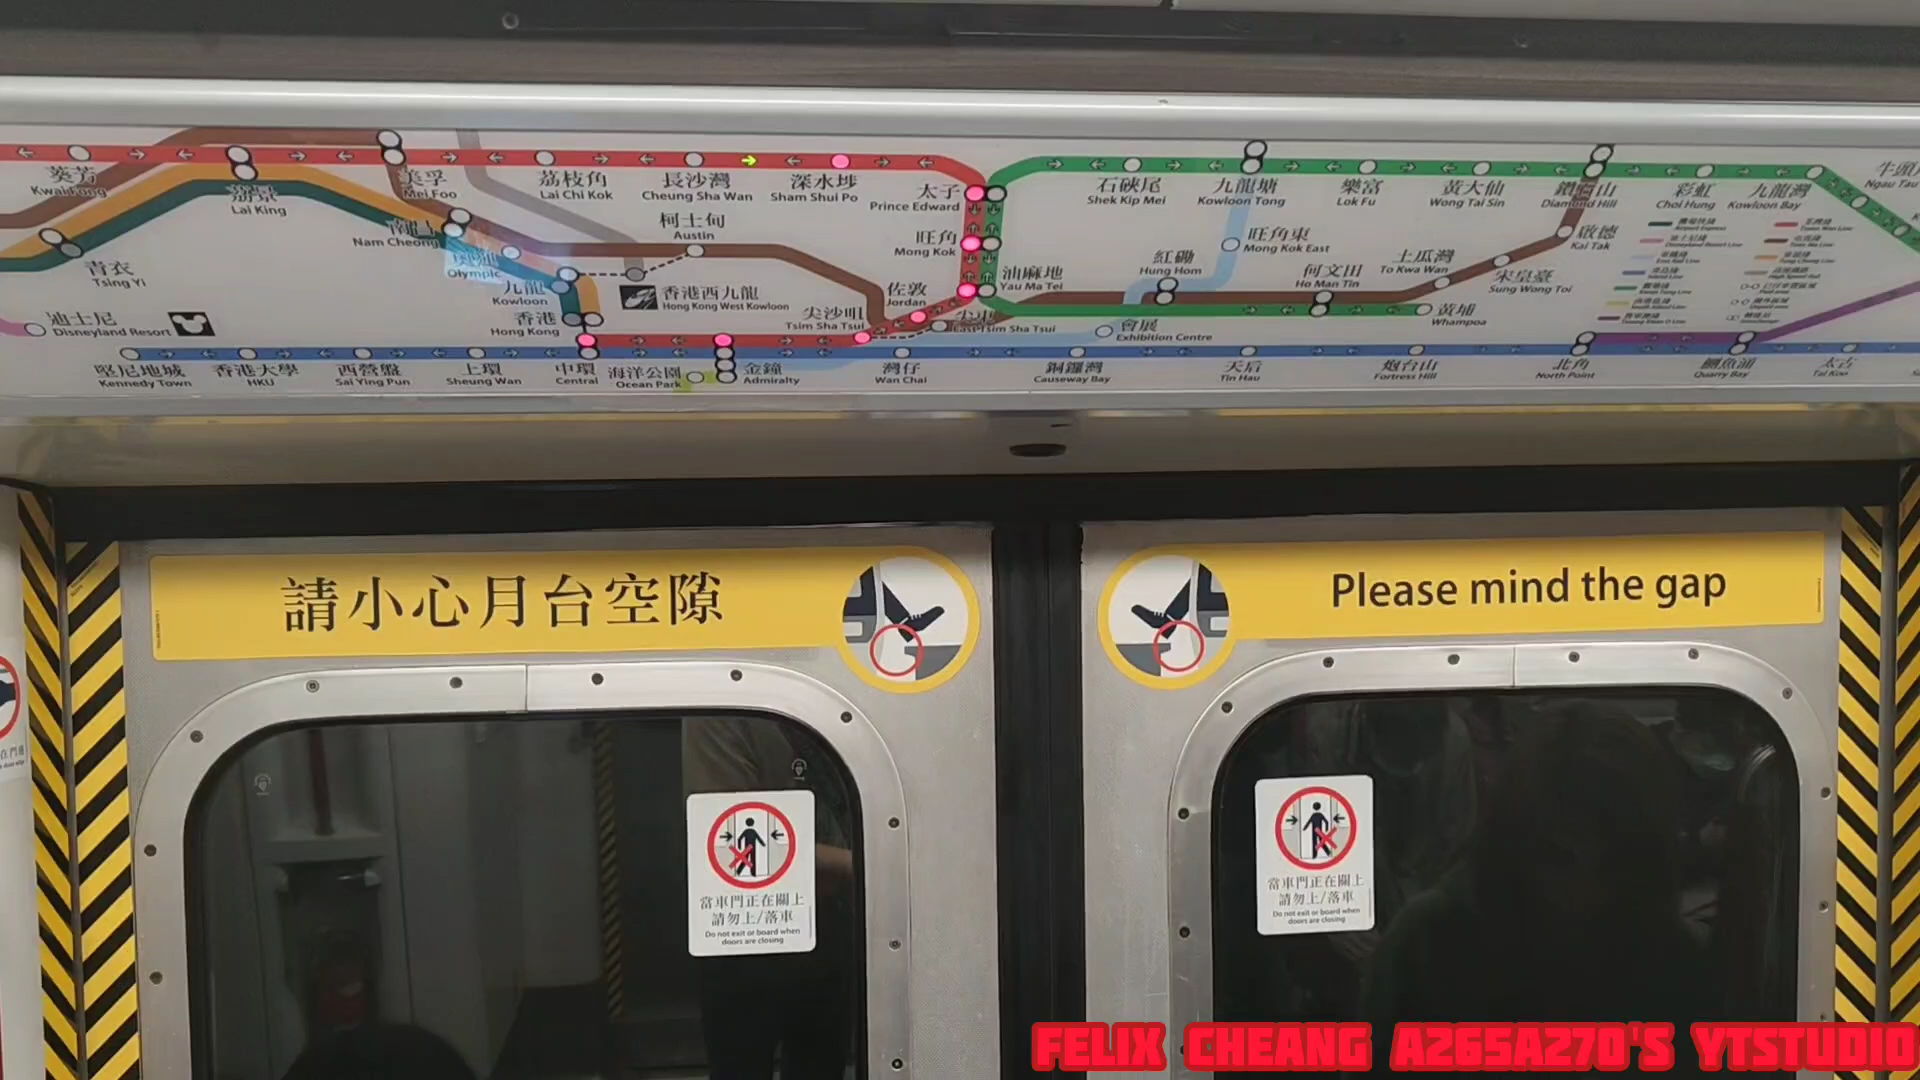 葵芳
Kwai Fong
荔景
Lai King
美孚
Mei Foo
荔枝角
Lai Chi Kok
長沙灣
Cheung Sha Wan
深水埗
Sham Shui Po
太子
Prince Edward
石硤尾
Shek Kip Mei
九龍塘
Kowloon Tong
樂富
Lok Fu
黃大仙
Wong Tai Sin
鑽石山
Diamond Hill
彩虹
Choi Hung
九龍灣
Kowloon Bay
牛頭
Ngau Tau
青衣
Tsing Yi
南昌
Nam Cheong
柯士甸
Austin
旺角
Mong Kok
旺角東
Mong Kok East
啟德
Kai Tak
Olympic
九龍
Kowloon
香港西九龍
Hong Kong West Kowloon
佐敦
Jordan
油麻地
Yau Ma Tei
紅磡
Hung Hom
何文田
Ho Man Tin
土瓜灣
To Kwa Wan
宋皇臺
Sung Wong Toi
迪士尼
Disneyland Resort
香港
Hong Kong
尖沙咀
Tsim Sha Tsui
尖東
East Tsim Sha Tsui
會展
Exhibition Centre
黃埔
Whampoa
堅尼地城
Kennedy Town
香港大學
HKU
西營盤
Sai Ying Pun
上環
Sheung Wan
中環
Central
海洋公園
Ocean Park
金鐘
Admiralty
灣仔
Wan Chai
銅鑼灣
Causeway Bay
天后
Tin Hau
炮台山
Fortress Hill
北角
North Point
鰂魚涌
Quarry Bay
太古
Tai Koo
請小心月台空隙
Please mind the gap
當車門正在關上
請勿上/落車
Do not exit or board when
doors are closing
當車門正在關上
請勿上/落車
Do not exit or board when
doors are closing
FELIX CHEANG A265A270'S YTSTUDIO